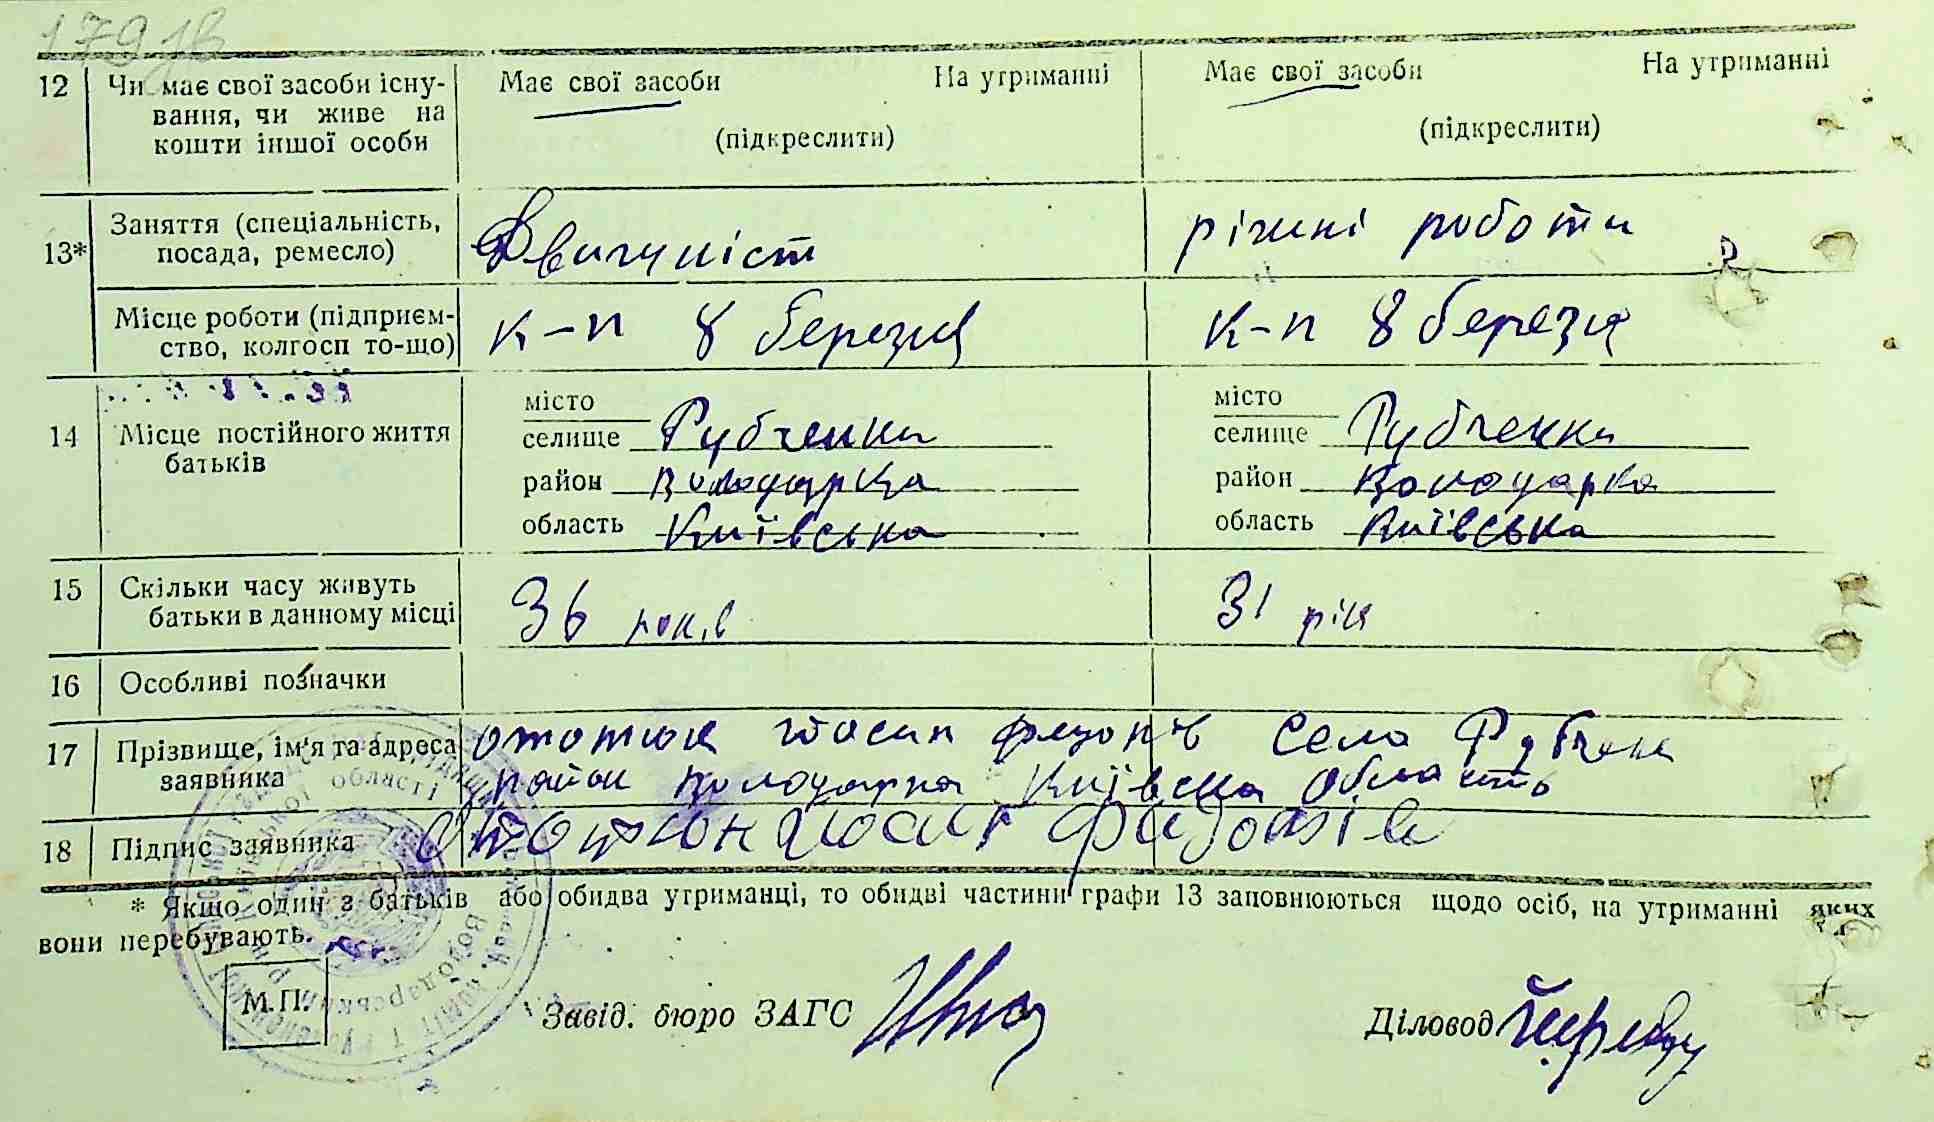 179зв
12 Чи має свої засоби існу-
вання, чи живе на
кошти іншої особи
Має свої засоби На утриманні
(підкреслити)
Має свої засоби На утриманні
(підкреслити)
13* Заняття (спеціальність,
посада, ремесло)
Двигуніст
різні роботи
Місце роботи (підприєм-
ство, колгосп то-що)
к-п 8 березня
к-п 8 березня
14 Місце постійного життя
батьків
місто
селище Рубченки
район Володарка
область Київська
місто
селище Рубченки
район Володарка
область Київська
15 Скільки часу живуть
батьки в данному місці
36 років
31 рік
16 Особливі позначки
17 Прізвище, ім'я та адреса
заявника
село Рубченки
район Володарка Київська область
18 Підпис заявника
* Якщо один з батьків або обидва утриманці, то обидві частини графи 13 заповнюються щодо осіб, на утриманні яких
вони перебувають.
М.П.
Завід. бюро ЗАГС
Діловод